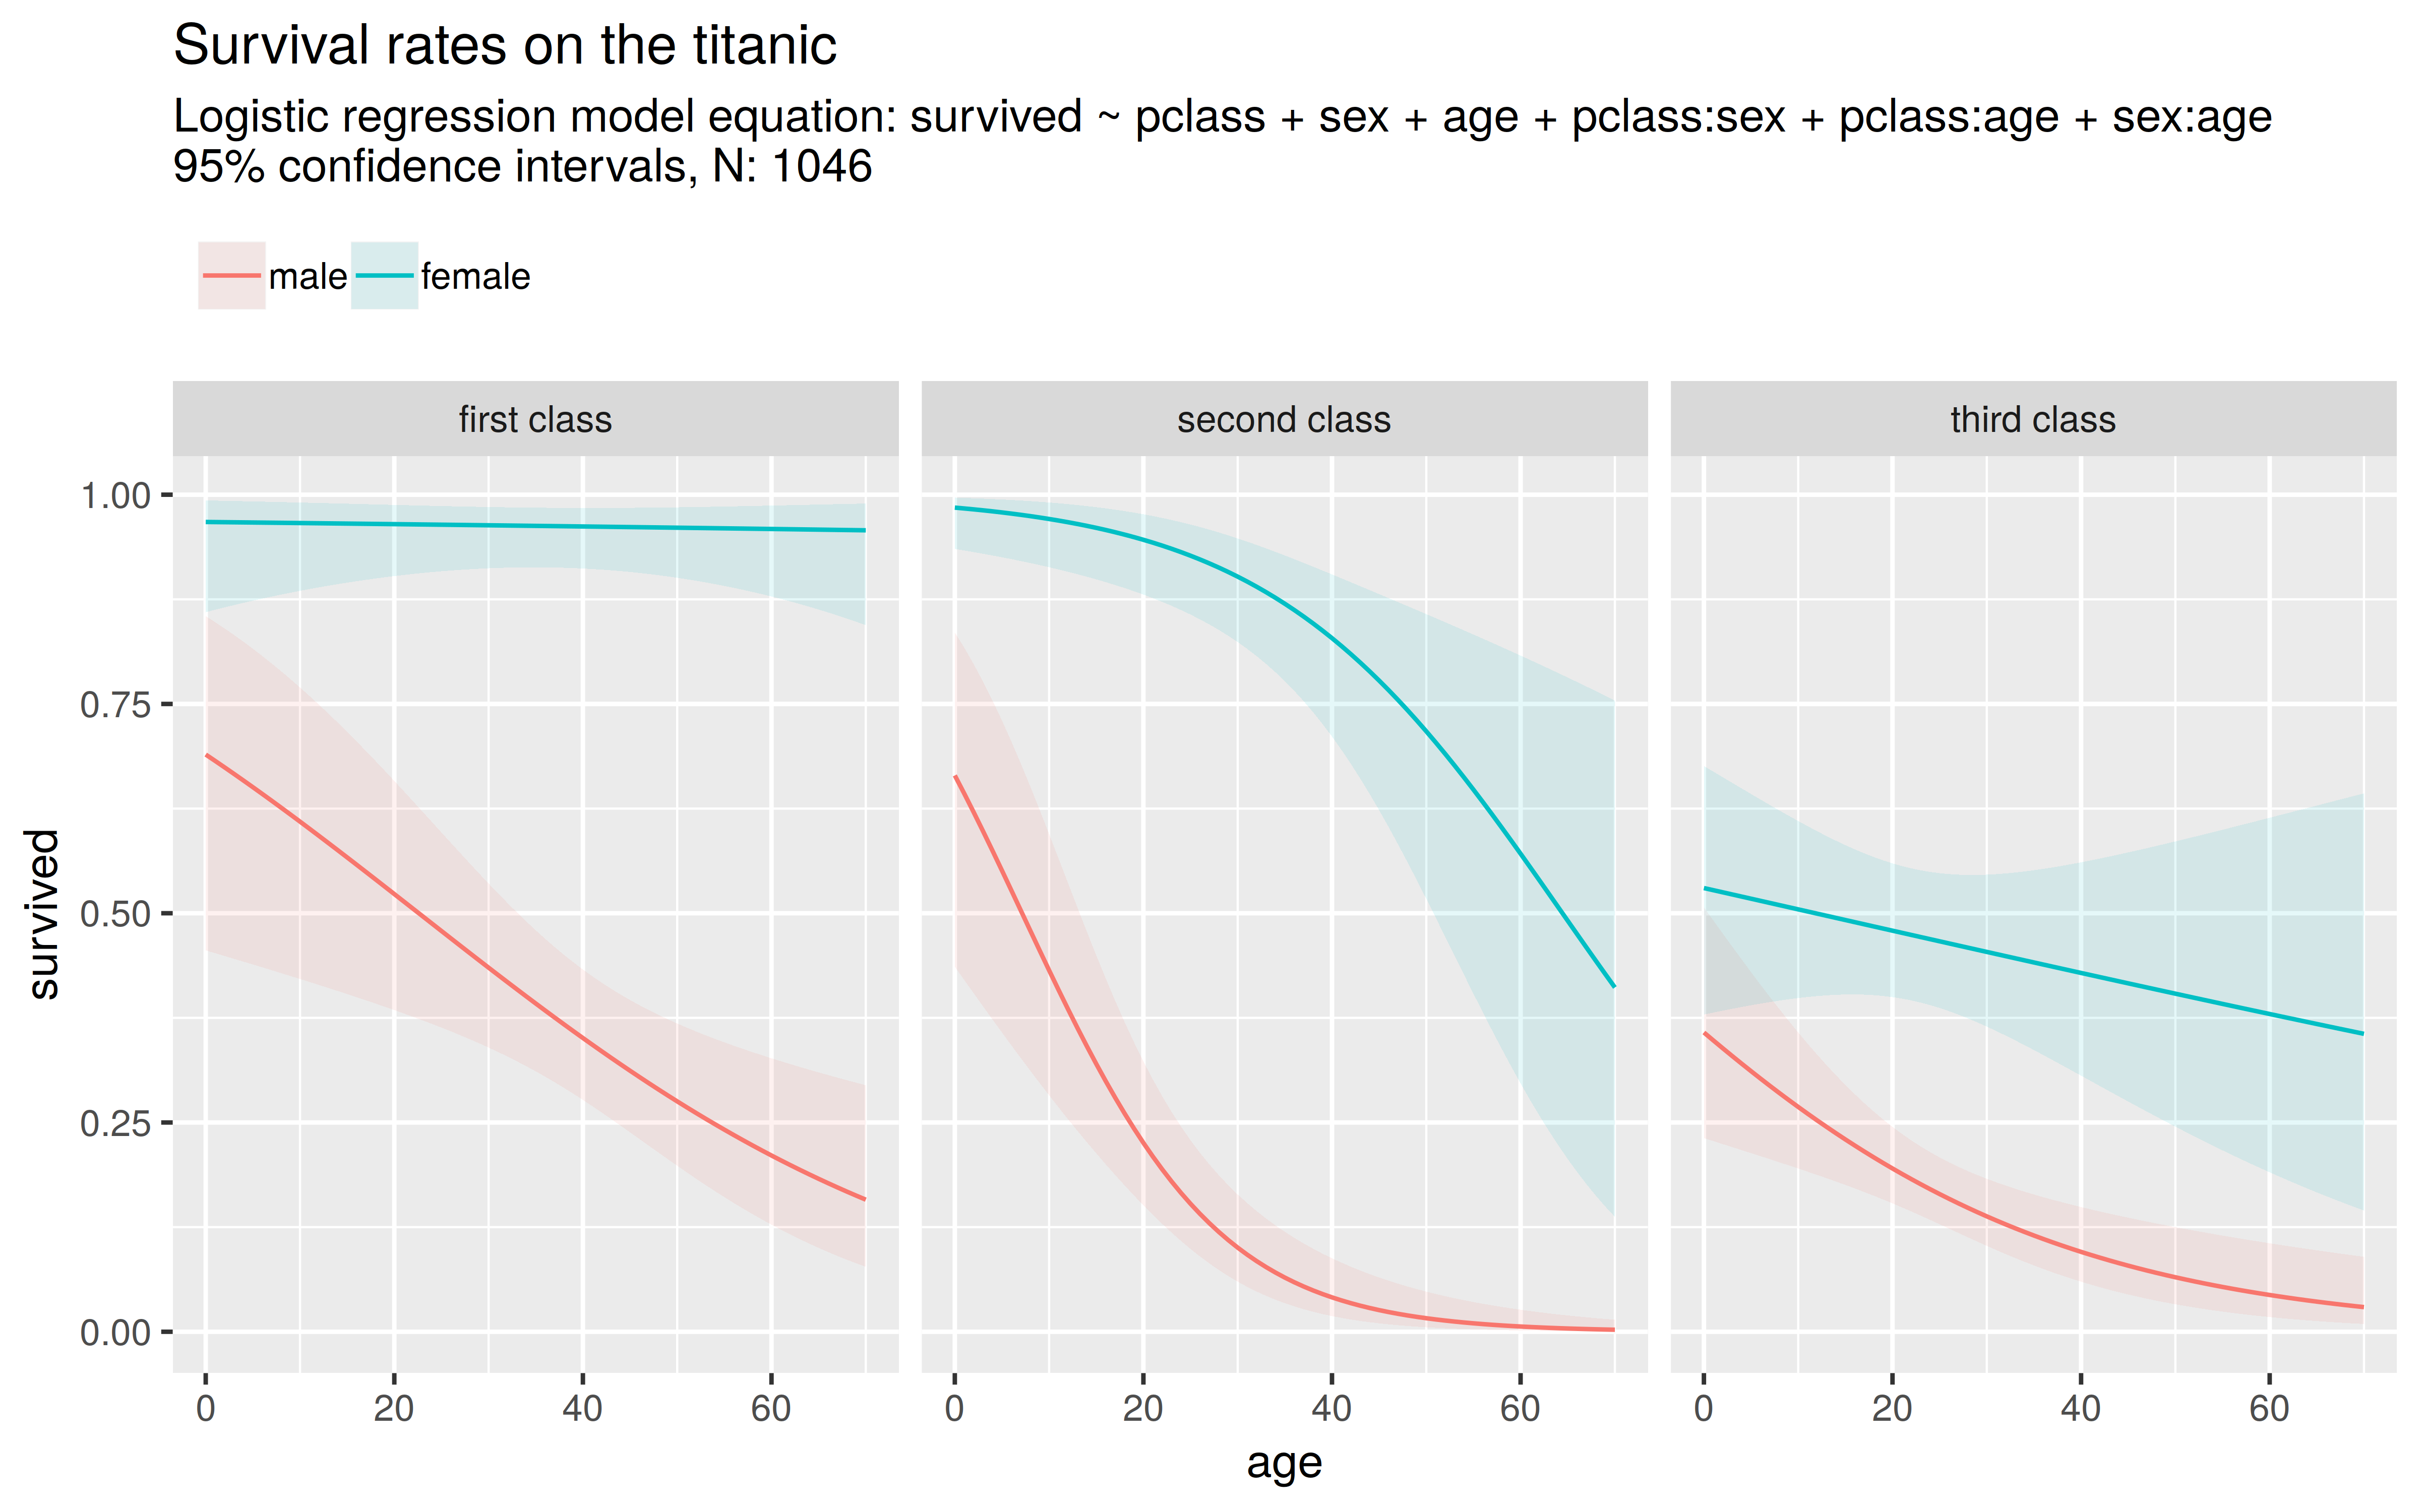 Survival rates on the titanic
Logistic regression model equation: survived ~ pclass + sex + age + pclass:sex + pclass:age + sex:age
95% confidence intervals, N: 1046
male female
first class second class third class
1.00
0.75
0.50
0.25
0.00
survived
0 20 40 60 0 20 40 60 0 20 40 60
age